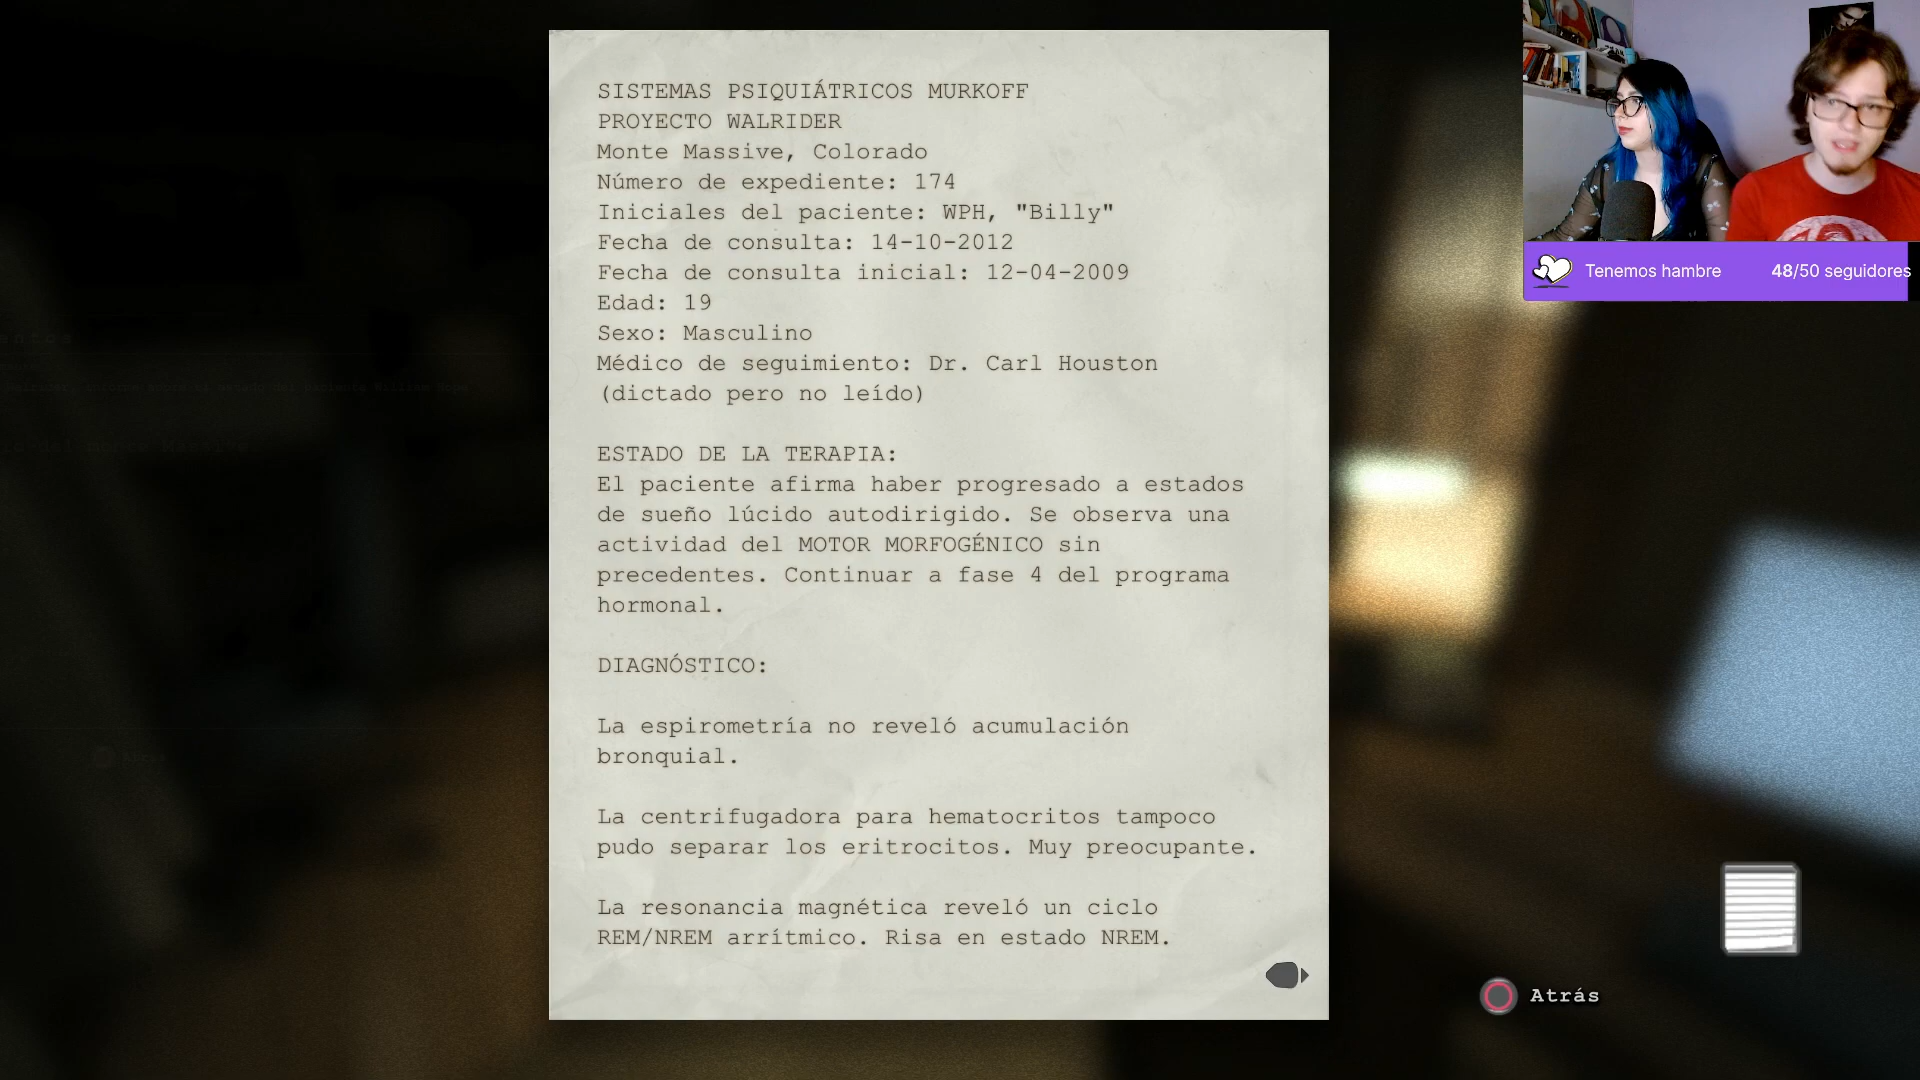 SISTEMAS PSIQUIÁTRICOS MURKOFF
PROYECTO WALRIDER
Monte Massive, Colorado
Número de expediente: 174
Iniciales del paciente: WPH, "Billy"
Fecha de consulta: 14-10-2012
Fecha de consulta inicial: 12-04-2009
Edad: 19
Sexo: Masculino
Médico de seguimiento: Dr. Carl Houston
(dictado pero no leído)
ESTADO DE LA TERAPIA:
El paciente afirma haber progresado a estados
de sueño lúcido autodirigido. Se observa una
actividad del MOTOR MORFOGÉNICO sin
precedentes. Continuar a fase 4 del programa
hormonal.
DIAGNÓSTICO:
La espirometría no reveló acumulación
bronquial.
La centrifugadora para hematocritos tampoco
pudo separar los eritrocitos. Muy preocupante.
La resonancia magnética reveló un ciclo
REM/NREM arrítmico. Risa en estado NREM.
Tenemos hambre 48/50 seguidores
Atrás